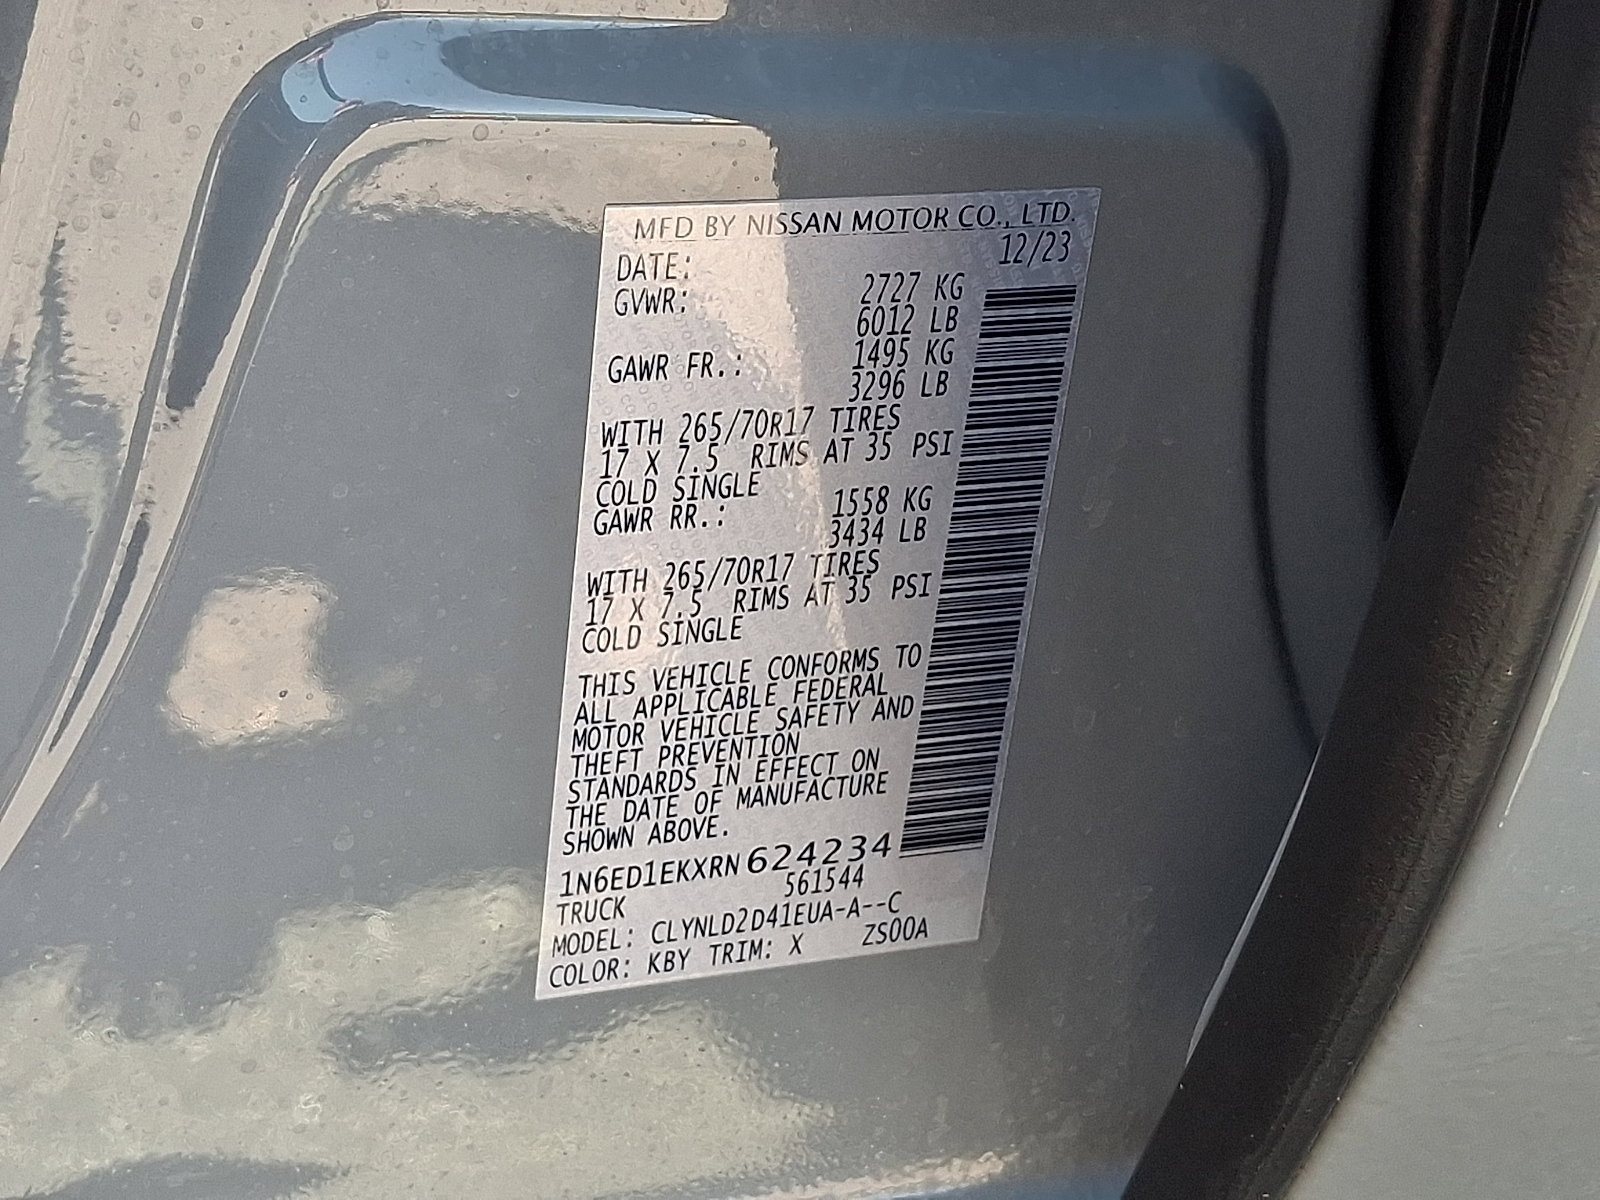 MFD BY NISSAN MOTOR CO., LTD.
DATE: 12/23
GVWR: 2727 KG
6012 LB
GAWR FR.: 1495 KG
3296 LB
WITH 265/70R17 TIRES
17 X 7.5 RIMS AT 35 PSI
COLD SINGLE
GAWR RR.: 1558 KG
3434 LB
WITH 265/70R17 TIRES
17 X 7.5 RIMS AT 35 PSI
COLD SINGLE
THIS VEHICLE CONFORMS TO
ALL APPLICABLE FEDERAL
MOTOR VEHICLE SAFETY AND
THEFT PREVENTION
STANDARDS IN EFFECT ON
THE DATE OF MANUFACTURE
SHOWN ABOVE.
1N6ED1EKXRN624234
TRUCK 561544
MODEL: CLYNLD2D41EUA-A--C
COLOR: KBY TRIM: X ZS00A